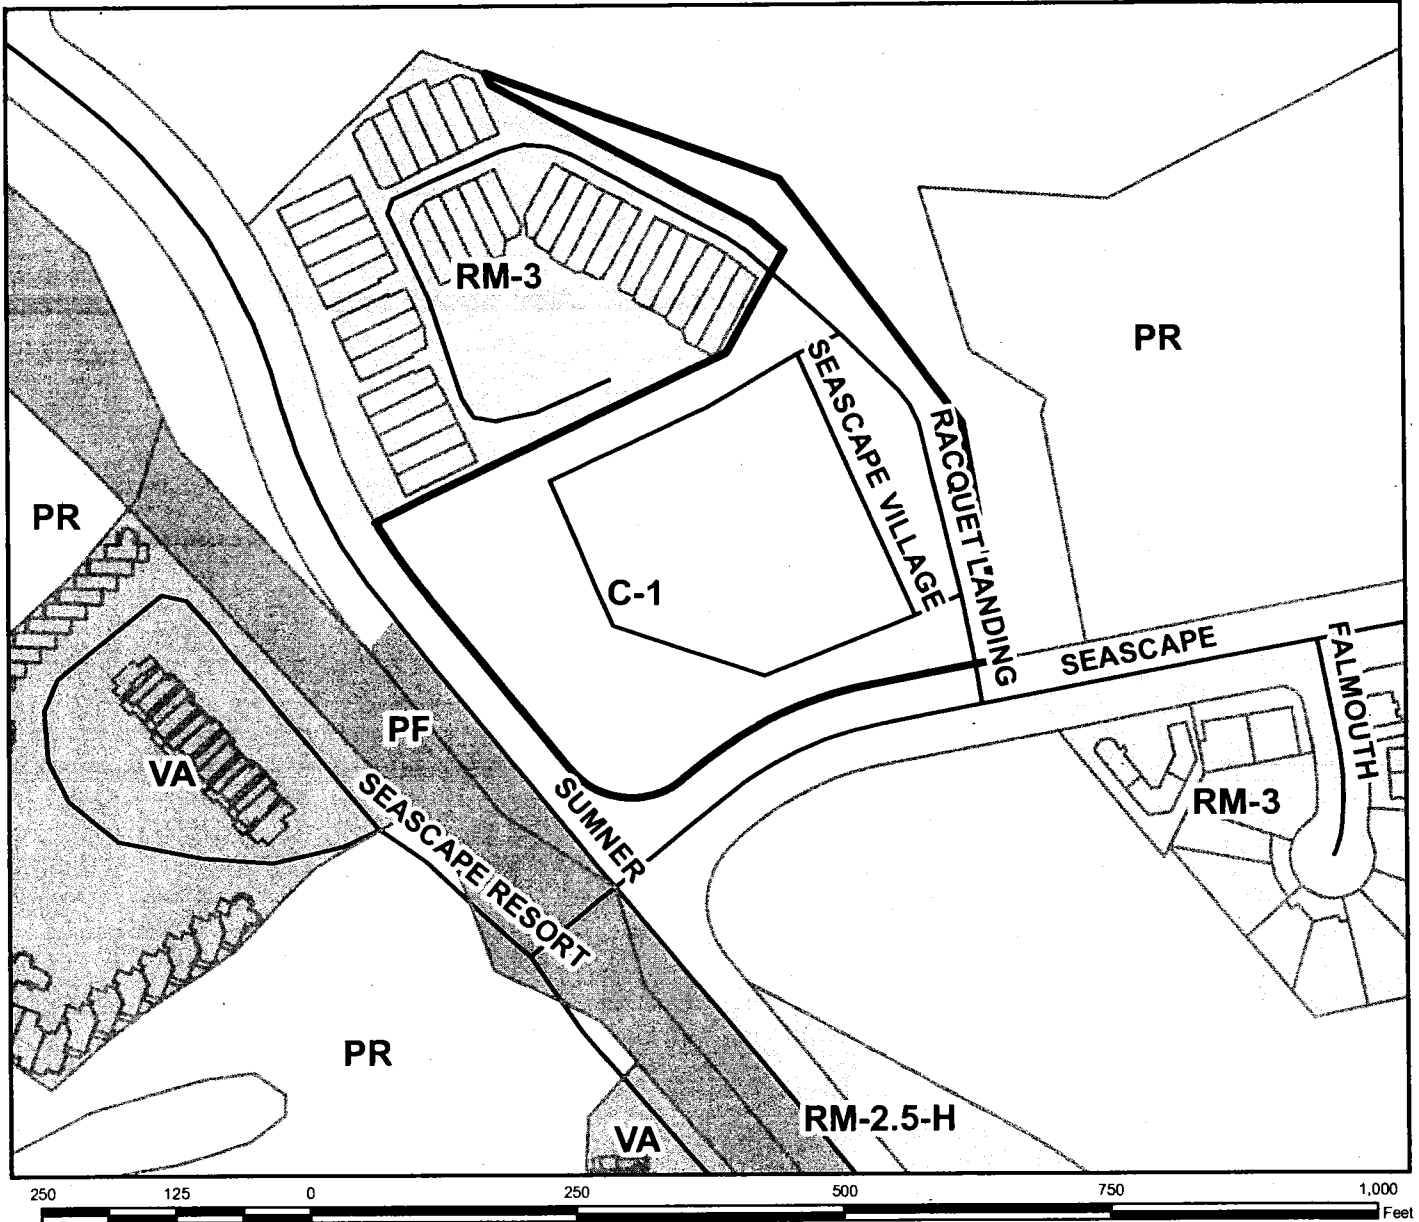 RM-3
PR
SEASCAPE VILLAGE
RACQUET LANDING
PR
C-1
SEASCAPE
FALMOUTH
PF
VA
SEASCAPE RESORT
SUMNER
RM-3
PR
RM-2.5-H
VA
250 125 0 250 500 750 1,000
Feet